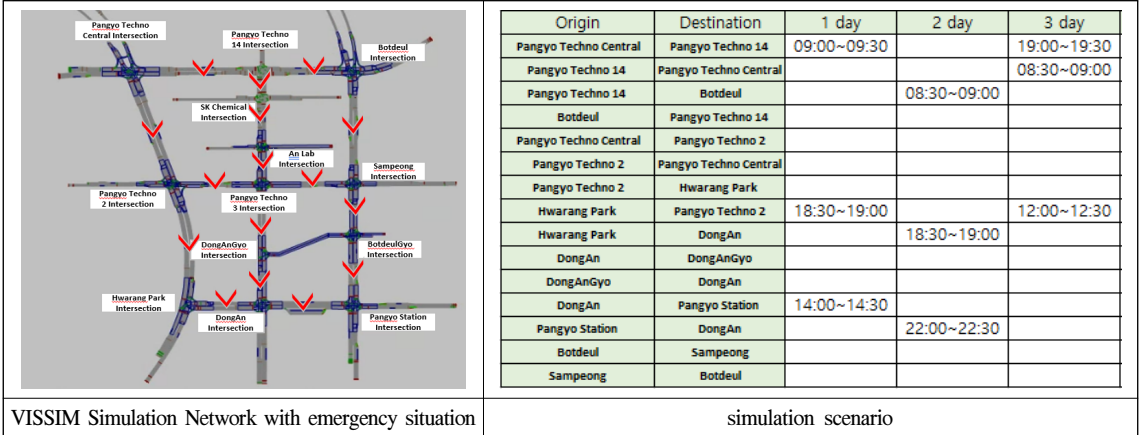 Pangyo Techno
Central Intersection
Pangyo Techno
14 Intersection
Botdeul
Intersection
SK Chemical
Intersection
An Lab
Intersection
Sampeong
Intersection
Pangyo Techno
2 Intersection
Pangyo Techno
3 Intersection
DongAnGyo
Intersection
BotdeulGyo
Intersection
Hwarang Park
Intersection
DongAn
Intersection
Pangyo Station
Intersection
VISSIM Simulation Network with emergency situation
Origin Destination 1 day 2 day 3 day
Pangyo Techno Central Pangyo Techno 14 09:00~09:30 19:00~19:30
Pangyo Techno 14 Pangyo Techno Central 08:30~09:00
Pangyo Techno 14 Botdeul 08:30~09:00
Botdeul Pangyo Techno 14
Pangyo Techno Central Pangyo Techno 2
Pangyo Techno 2 Pangyo Techno Central
Pangyo Techno 2 Hwarang Park
Hwarang Park Pangyo Techno 2 18:30~19:00 12:00~12:30
Hwarang Park DongAn 18:30~19:00
DongAn DongAnGyo
DongAnGyo DongAn
DongAn Pangyo Station 14:00~14:30
Pangyo Station DongAn 22:00~22:30
Botdeul Sampeong
Sampeong Botdeul
simulation scenario